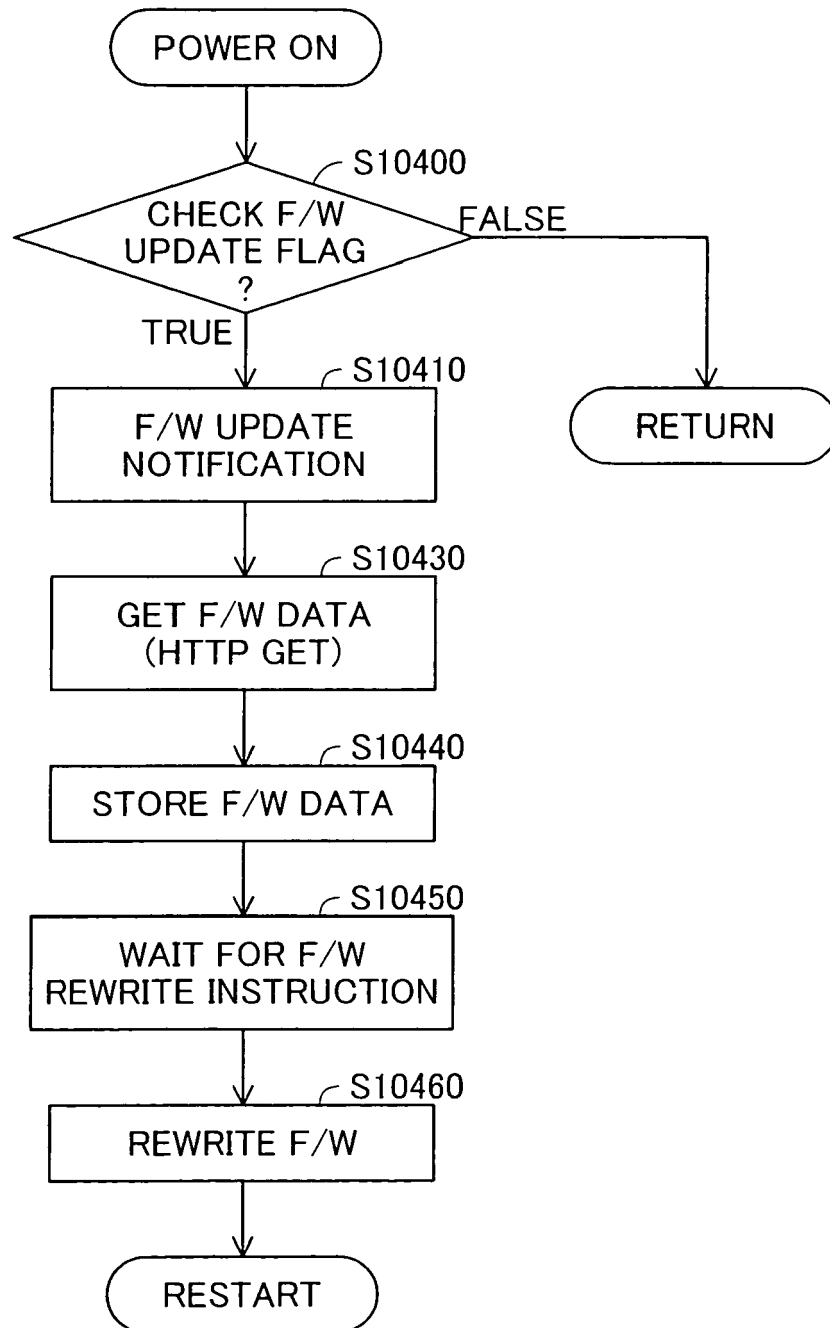 POWER ON
S10400
CHECK F/W
UPDATE FLAG
?
FALSE
TRUE
S10410
F/W UPDATE
NOTIFICATION
RETURN
S10430
GET F/W DATA
(HTTP GET)
S10440
STORE F/W DATA
S10450
WAIT FOR F/W
REWRITE INSTRUCTION
S10460
REWRITE F/W
RESTART